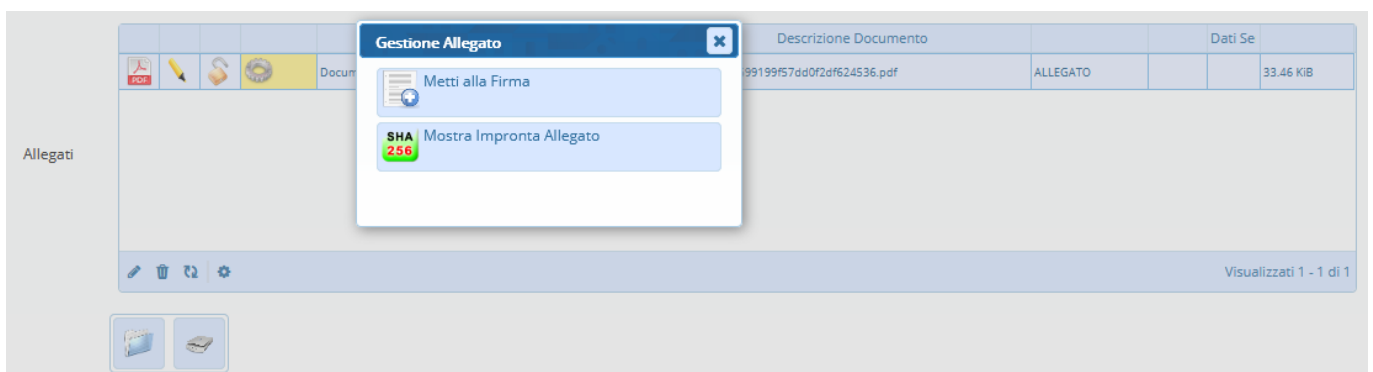 Gestione Allegato
Descrizione Documento
Dati Se
PDF
Docum
599199f57dd0f2df624536.pdf
ALLEGATO
33.46 KiB
Metti alla Firma
SHA 256
Mostra Impronta Allegato
Allegati
Visualizzati 1 - 1 di 1